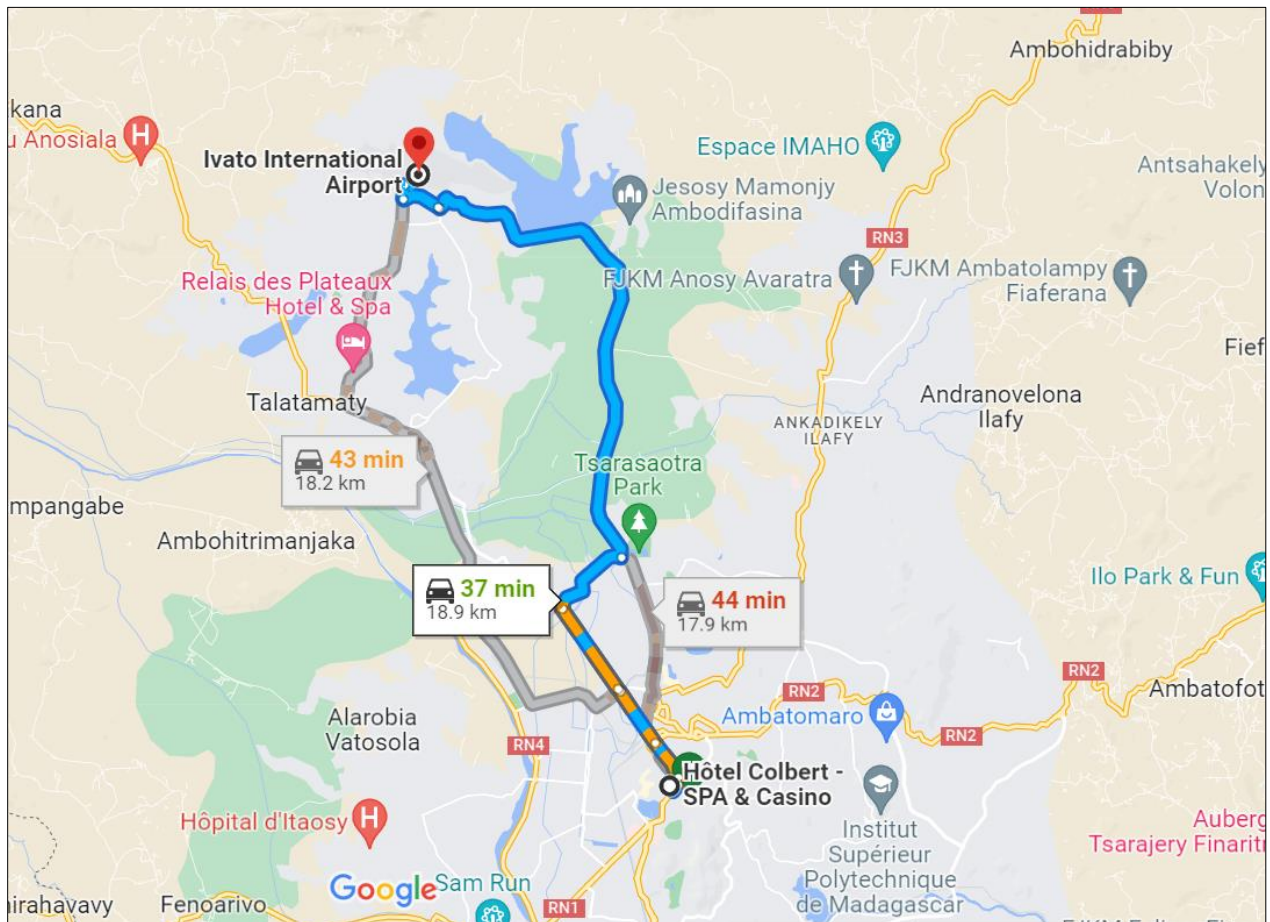 Ambohidrabiby
kana
u Anosiala
Ivato International
Airport
Espace IMAHO
Antsahakely
Volon
Jesosy Mamonjy
Ambodifasina
RN3
FJKM Anosy Avaratra
FJKM Ambatolampy
Fiaferana
Relais des Plateaux
Hotel & Spa
Fief
Talatamaty
Andranovelona
Ilafy
ANKADIKELY
ILAFY
43 min
18.2 km
Tsarasaotra
Park
mpangabe
Ambohitrimanjaka
37 min
18.9 km
44 min
17.9 km
Ilo Park & Fun
RN2
RN2
Ambatofot
Alarobia
Vatosola
Ambatomaro
RN4
RN2
Hôtel Colbert -
SPA & Casino
Hôpital d'Itaosy
Institut
Supérieur
Polytechnique
de Madagascar
Auberg
Tsarajery Finaritr
Google
Sam Run
nirahavavy
Fenoarivo
RN1